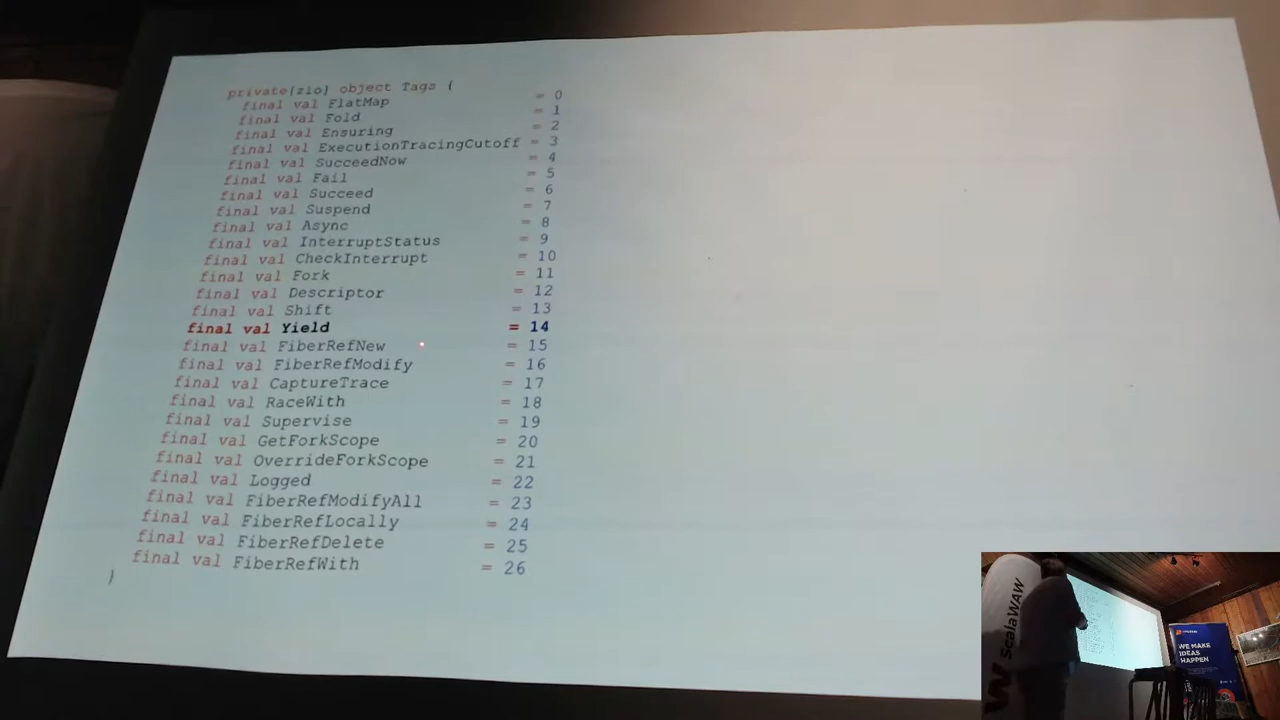 private[zio] object Tags {
final val FlatMap = 0
final val Fold = 1
final val Ensuring = 2
final val ExecutionTracingCutoff = 3
final val SucceedNow = 4
final val Fail = 5
final val Succeed = 6
final val Suspend = 7
final val Async = 8
final val InterruptStatus = 9
final val CheckInterrupt = 10
final val Fork = 11
final val Descriptor = 12
final val Shift = 13
final val Yield = 14
final val FiberRefNew = 15
final val FiberRefModify = 16
final val CaptureTrace = 17
final val RaceWith = 18
final val Supervise = 19
final val GetForkScope = 20
final val OverrideForkScope = 21
final val Logged = 22
final val FiberRefModifyAll = 23
final val FiberRefLocally = 24
final val FiberRefDelete = 25
final val FiberRefWith = 26
}
ScalaWAW
WE MAKE
IDEAS
HAPPEN